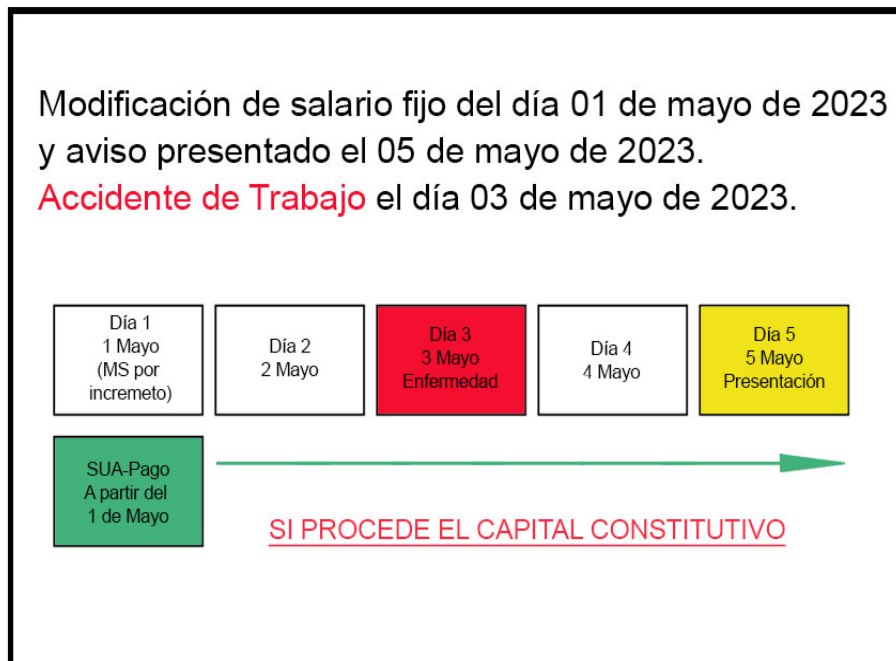 Modificación de salario fijo del día 01 de mayo de 2023
y aviso presentado el 05 de mayo de 2023.
Accidente de Trabajo el día 03 de mayo de 2023.
Día 1
1 Mayo
(MS por
incremeto)
Día 2
2 Mayo
Día 3
3 Mayo
Enfermedad
Día 4
4 Mayo
Día 5
5 Mayo
Presentación
SUA-Pago
A partir del
1 de Mayo
SI PROCEDE EL CAPITAL CONSTITUTIVO